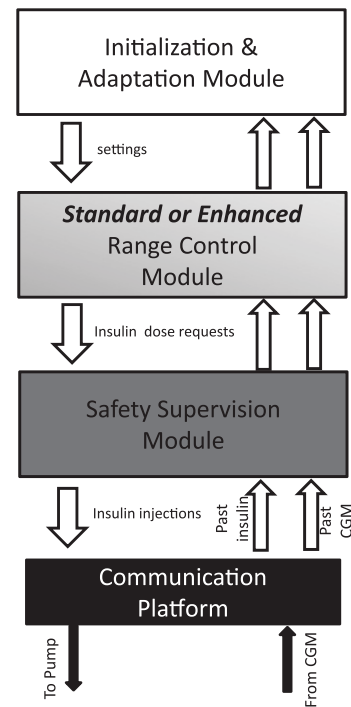 Initialization &
Adaptation Module
settings
Standard or Enhanced
Range Control
Module
Insulin dose requests
Safety Supervision
Module
Insulin injections
Past
insulin
Past
CGM
Communication
Platform
To Pump
From CGM